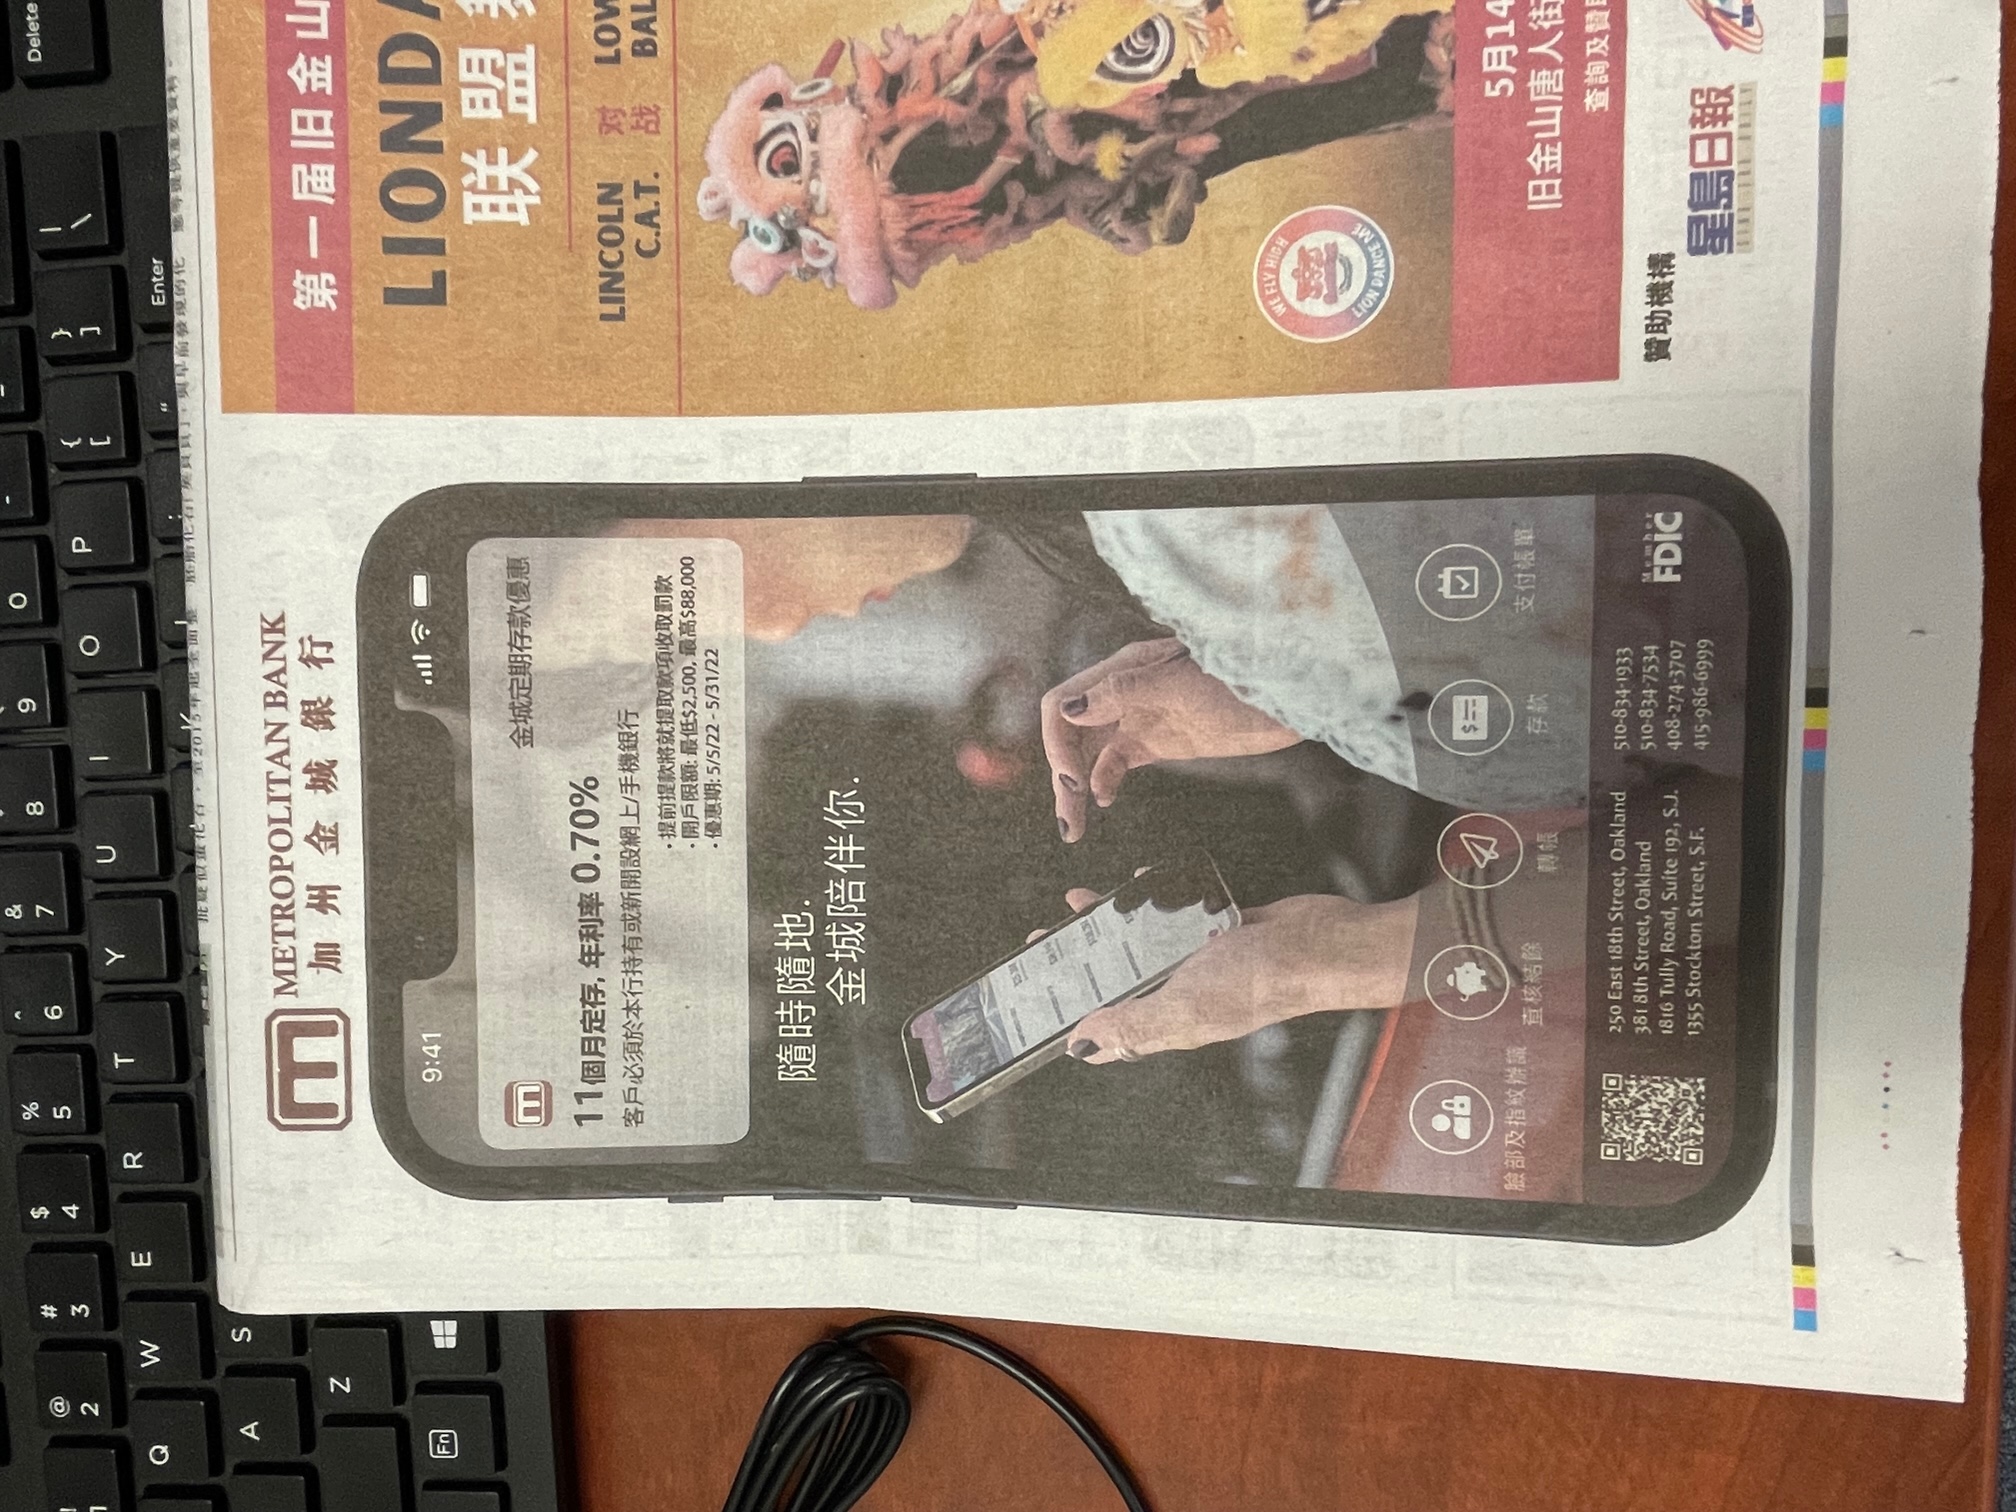 ! 1
@ 2
# 3
$ 4
% 5
^ 6
& 7
8
9
O
Q W E R T Y U I O P { [ } ] | \
Delete
Enter
A S
Z
Fn
METROPOLITAN BANK
加州金城銀行
9:41
金城定期存款優惠
11個月定存, 年利率 0.70%
客戶必須於本行持有或新開設網上/手機銀行
• 提前提款將就提取款項收取罰款
• 開戶限額: 最低$2,500, 最高$88,000
• 優惠期: 5/5/22 - 5/31/22
隨時隨地.
金城陪伴你.
臉部及指紋辦識
查核結餘
轉帳
存款
支付帳單
250 East 18th Street, Oakland 510-834-1933
381 8th Street, Oakland 510-834-7534
1816 Tully Road, Suite 192, S.J. 408-274-3707
1355 Stockton Street, S.F. 415-986-6999
Member
FDIC
第一届旧金山
LIONDA
联盟
LINCOLN C.A.T.
对战
LOW
BAL
WE FLY HIGH
LION DANCE ME
5月14
旧金山唐人街
查詢及贊
贊助機構
星島日報
SING TAO DAILY